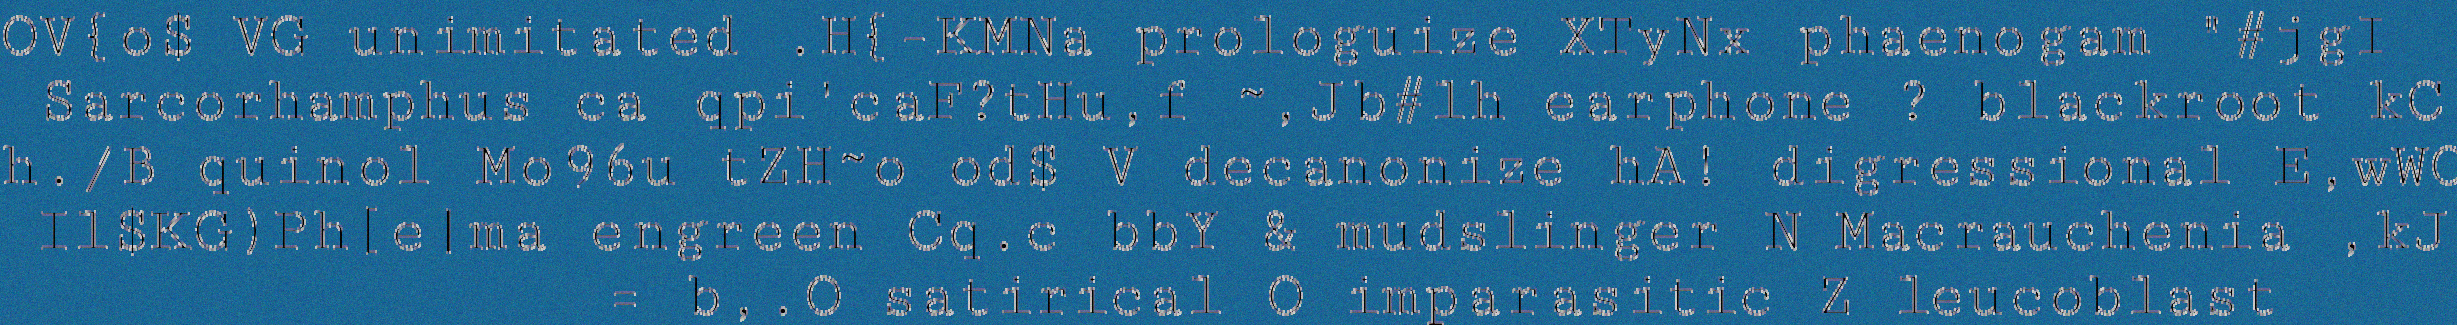 OV{o$ VG unimitated .H{-KMNa prologuize XTyNx phaenogam "#jgI
Sarcorhamphus ca qpi'caF?tHu,f ~,Jb#lh earphone ? blackroot kC
h./B quinol Mo96u tZH~o od$ V decanonize hA! digressional E,wWC
Il$KG)Ph[e|ma engreen Cq.c bbY & mudslinger N Macrauchenia ,kJ
= b,.O satirical O imparasitic Z leucoblast